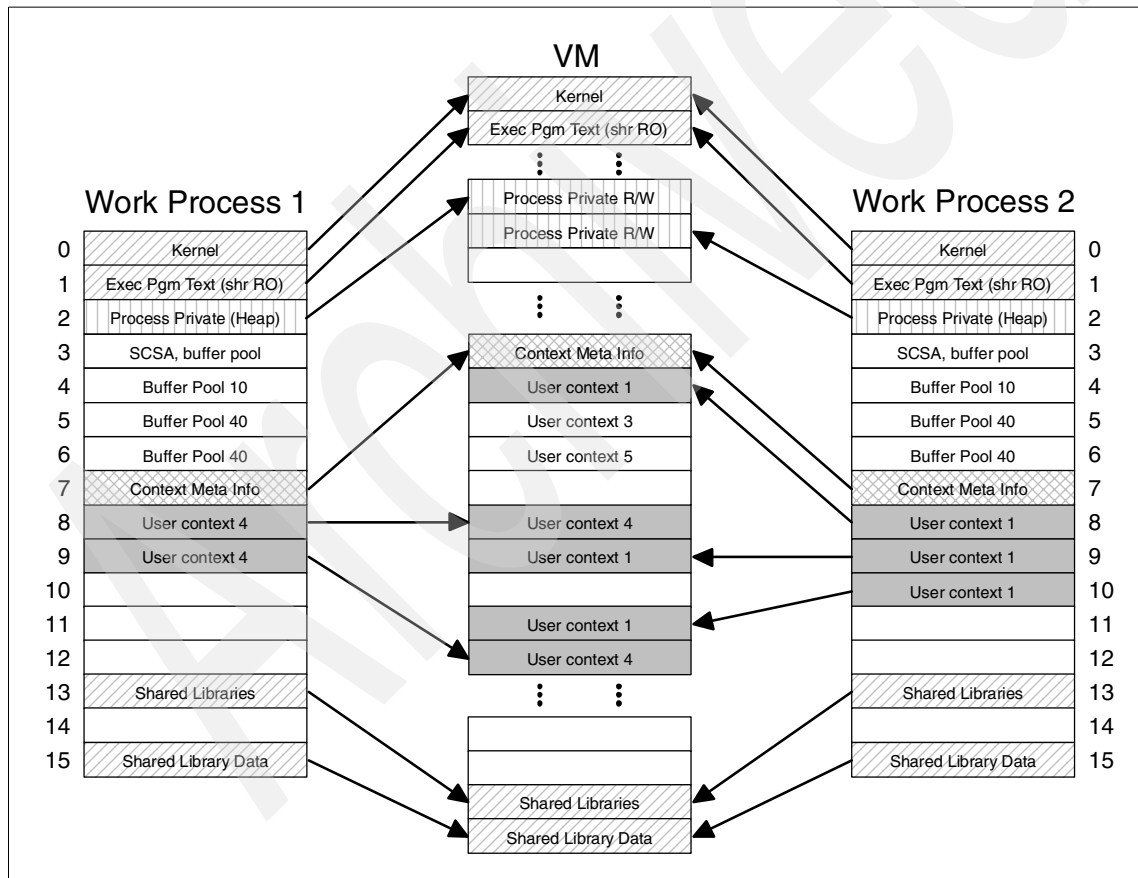 VM
Kernel
Exec Pgm Text (shr RO)
Process Private R/W
Process Private R/W
Context Meta Info
User context 1
User context 3
User context 5
User context 4
User context 1
User context 1
User context 4
Shared Libraries
Shared Library Data
Work Process 1
0 Kernel
1 Exec Pgm Text (shr RO)
2 Process Private (Heap)
3 SCSA, buffer pool
4 Buffer Pool 10
5 Buffer Pool 40
6 Buffer Pool 40
7 Context Meta Info
8 User context 4
9 User context 4
10
11
12
13 Shared Libraries
14
15 Shared Library Data
Work Process 2
Kernel 0
Exec Pgm Text (shr RO) 1
Process Private (Heap) 2
SCSA, buffer pool 3
Buffer Pool 10 4
Buffer Pool 40 5
Buffer Pool 40 6
Context Meta Info 7
User context 1 8
User context 1 9
User context 1 10
11
12
Shared Libraries 13
14
Shared Library Data 15